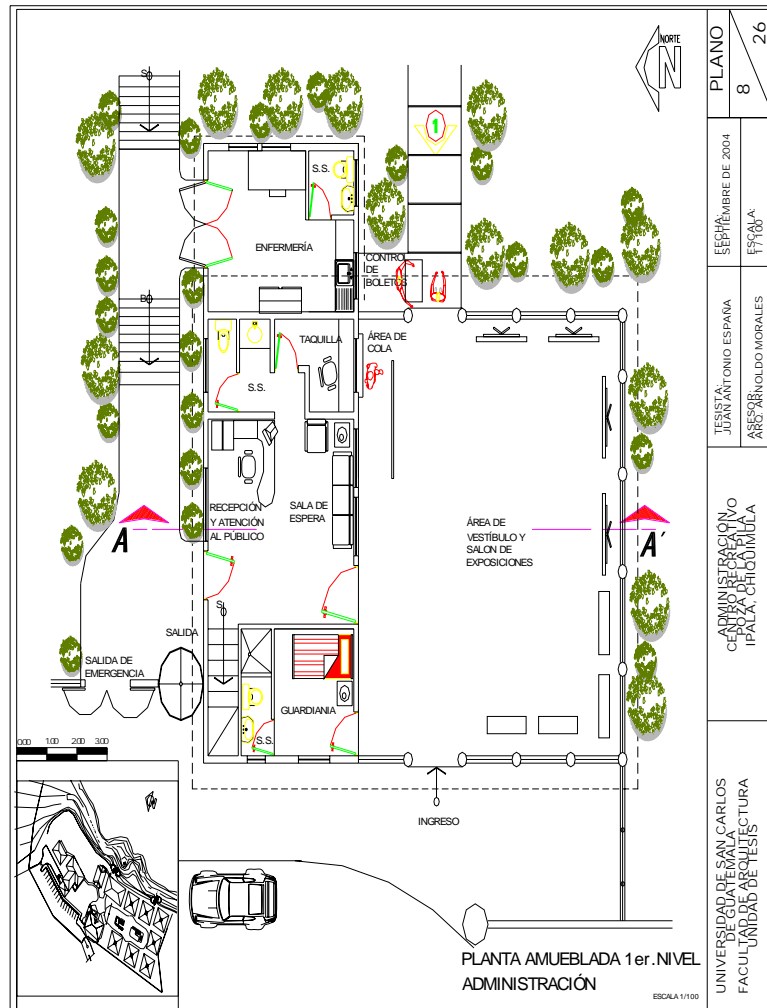 NORTE
N
S
1
S.S.
ENFERMERÍA
CONTROL
DE
BOLETOS
B
TAQUILLA
ÁREA DE
COLA
S.S.
RECEPCIÓN
Y ATENCIÓN
AL PÚBLICO
SALA DE
ESPERA
ÁREA DE
VESTÍBULO Y
SALON DE
EXPOSICIONES
A
A´
S
SALIDA
SALIDA DE
EMERGENCIA
GUARDIANIA
S.S.
INGRESO
0.00 1.00 2.00 3.00
N
PLANTA AMUEBLADA 1er. NIVEL
ADMINISTRACIÓN
ESCALA 1/100
PLANO
8
26
FECHA:
SEPTIEMBRE DE 2004
ESCALA:
1 / 100
TESISTA:
JUAN ANTONIO ESPAÑA
ASESOR:
ARQ. ARNOLDO MORALES
ADMINISTRACIÓN
CENTRO RECREATIVO
POZA DE LA PILA
IPALA, CHIQUIMULA
UNIVERSIDAD DE SAN CARLOS
DE GUATEMALA
FACULTAD DE ARQUITECTURA
UNIDAD DE TESIS